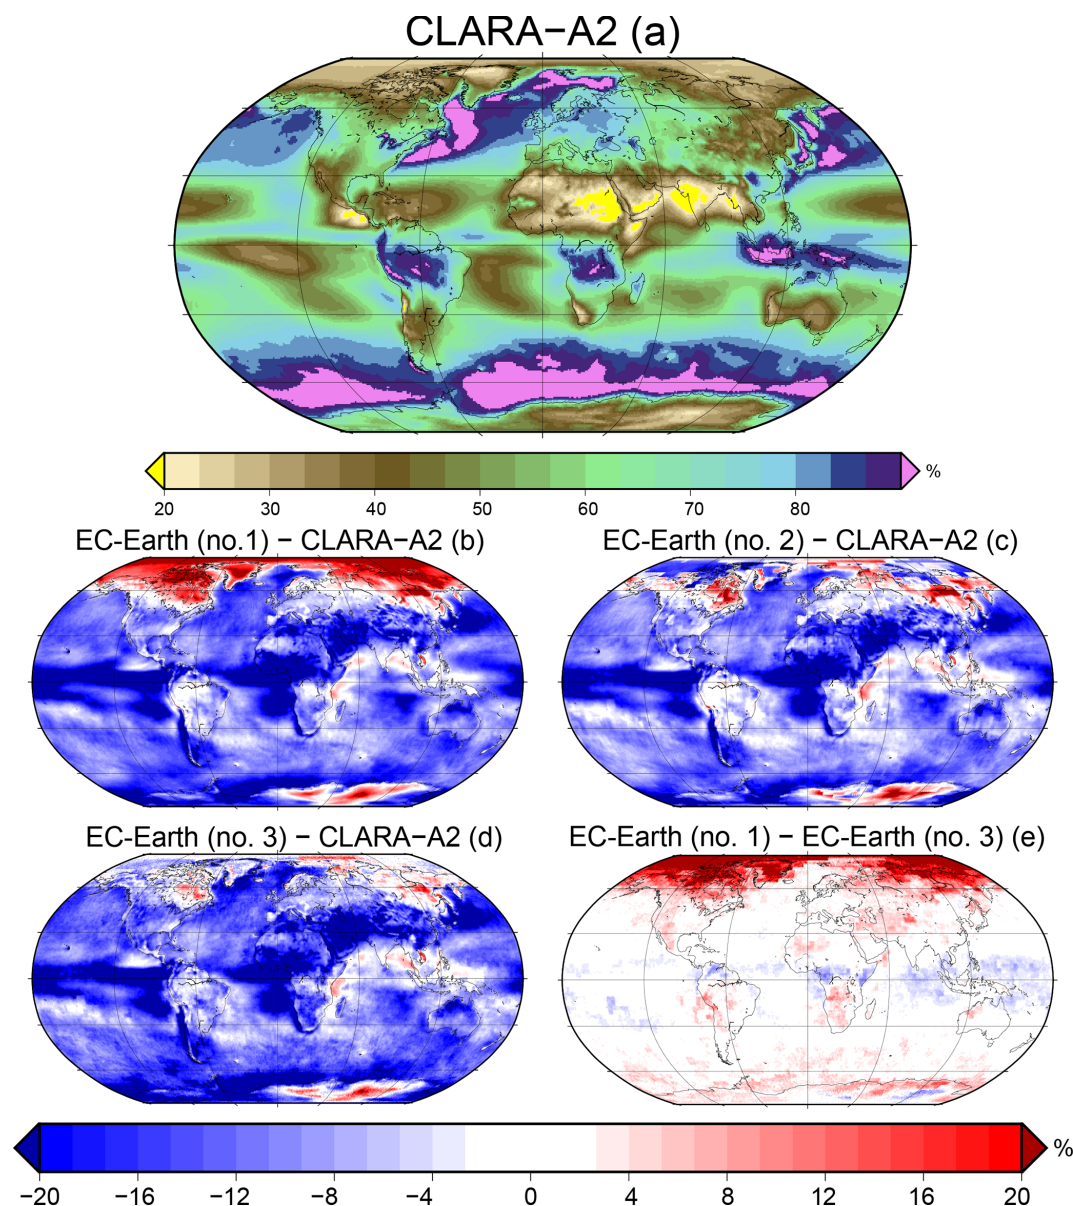 CLARA−A2 (a)
%
20 30 40 50 60 70 80
EC-Earth (no.1) − CLARA−A2 (b)
EC-Earth (no. 2) − CLARA−A2 (c)
EC-Earth (no. 3) − CLARA−A2 (d)
EC-Earth (no. 1) − EC-Earth (no. 3) (e)
%
−20 −16 −12 −8 −4 0 4 8 12 16 20